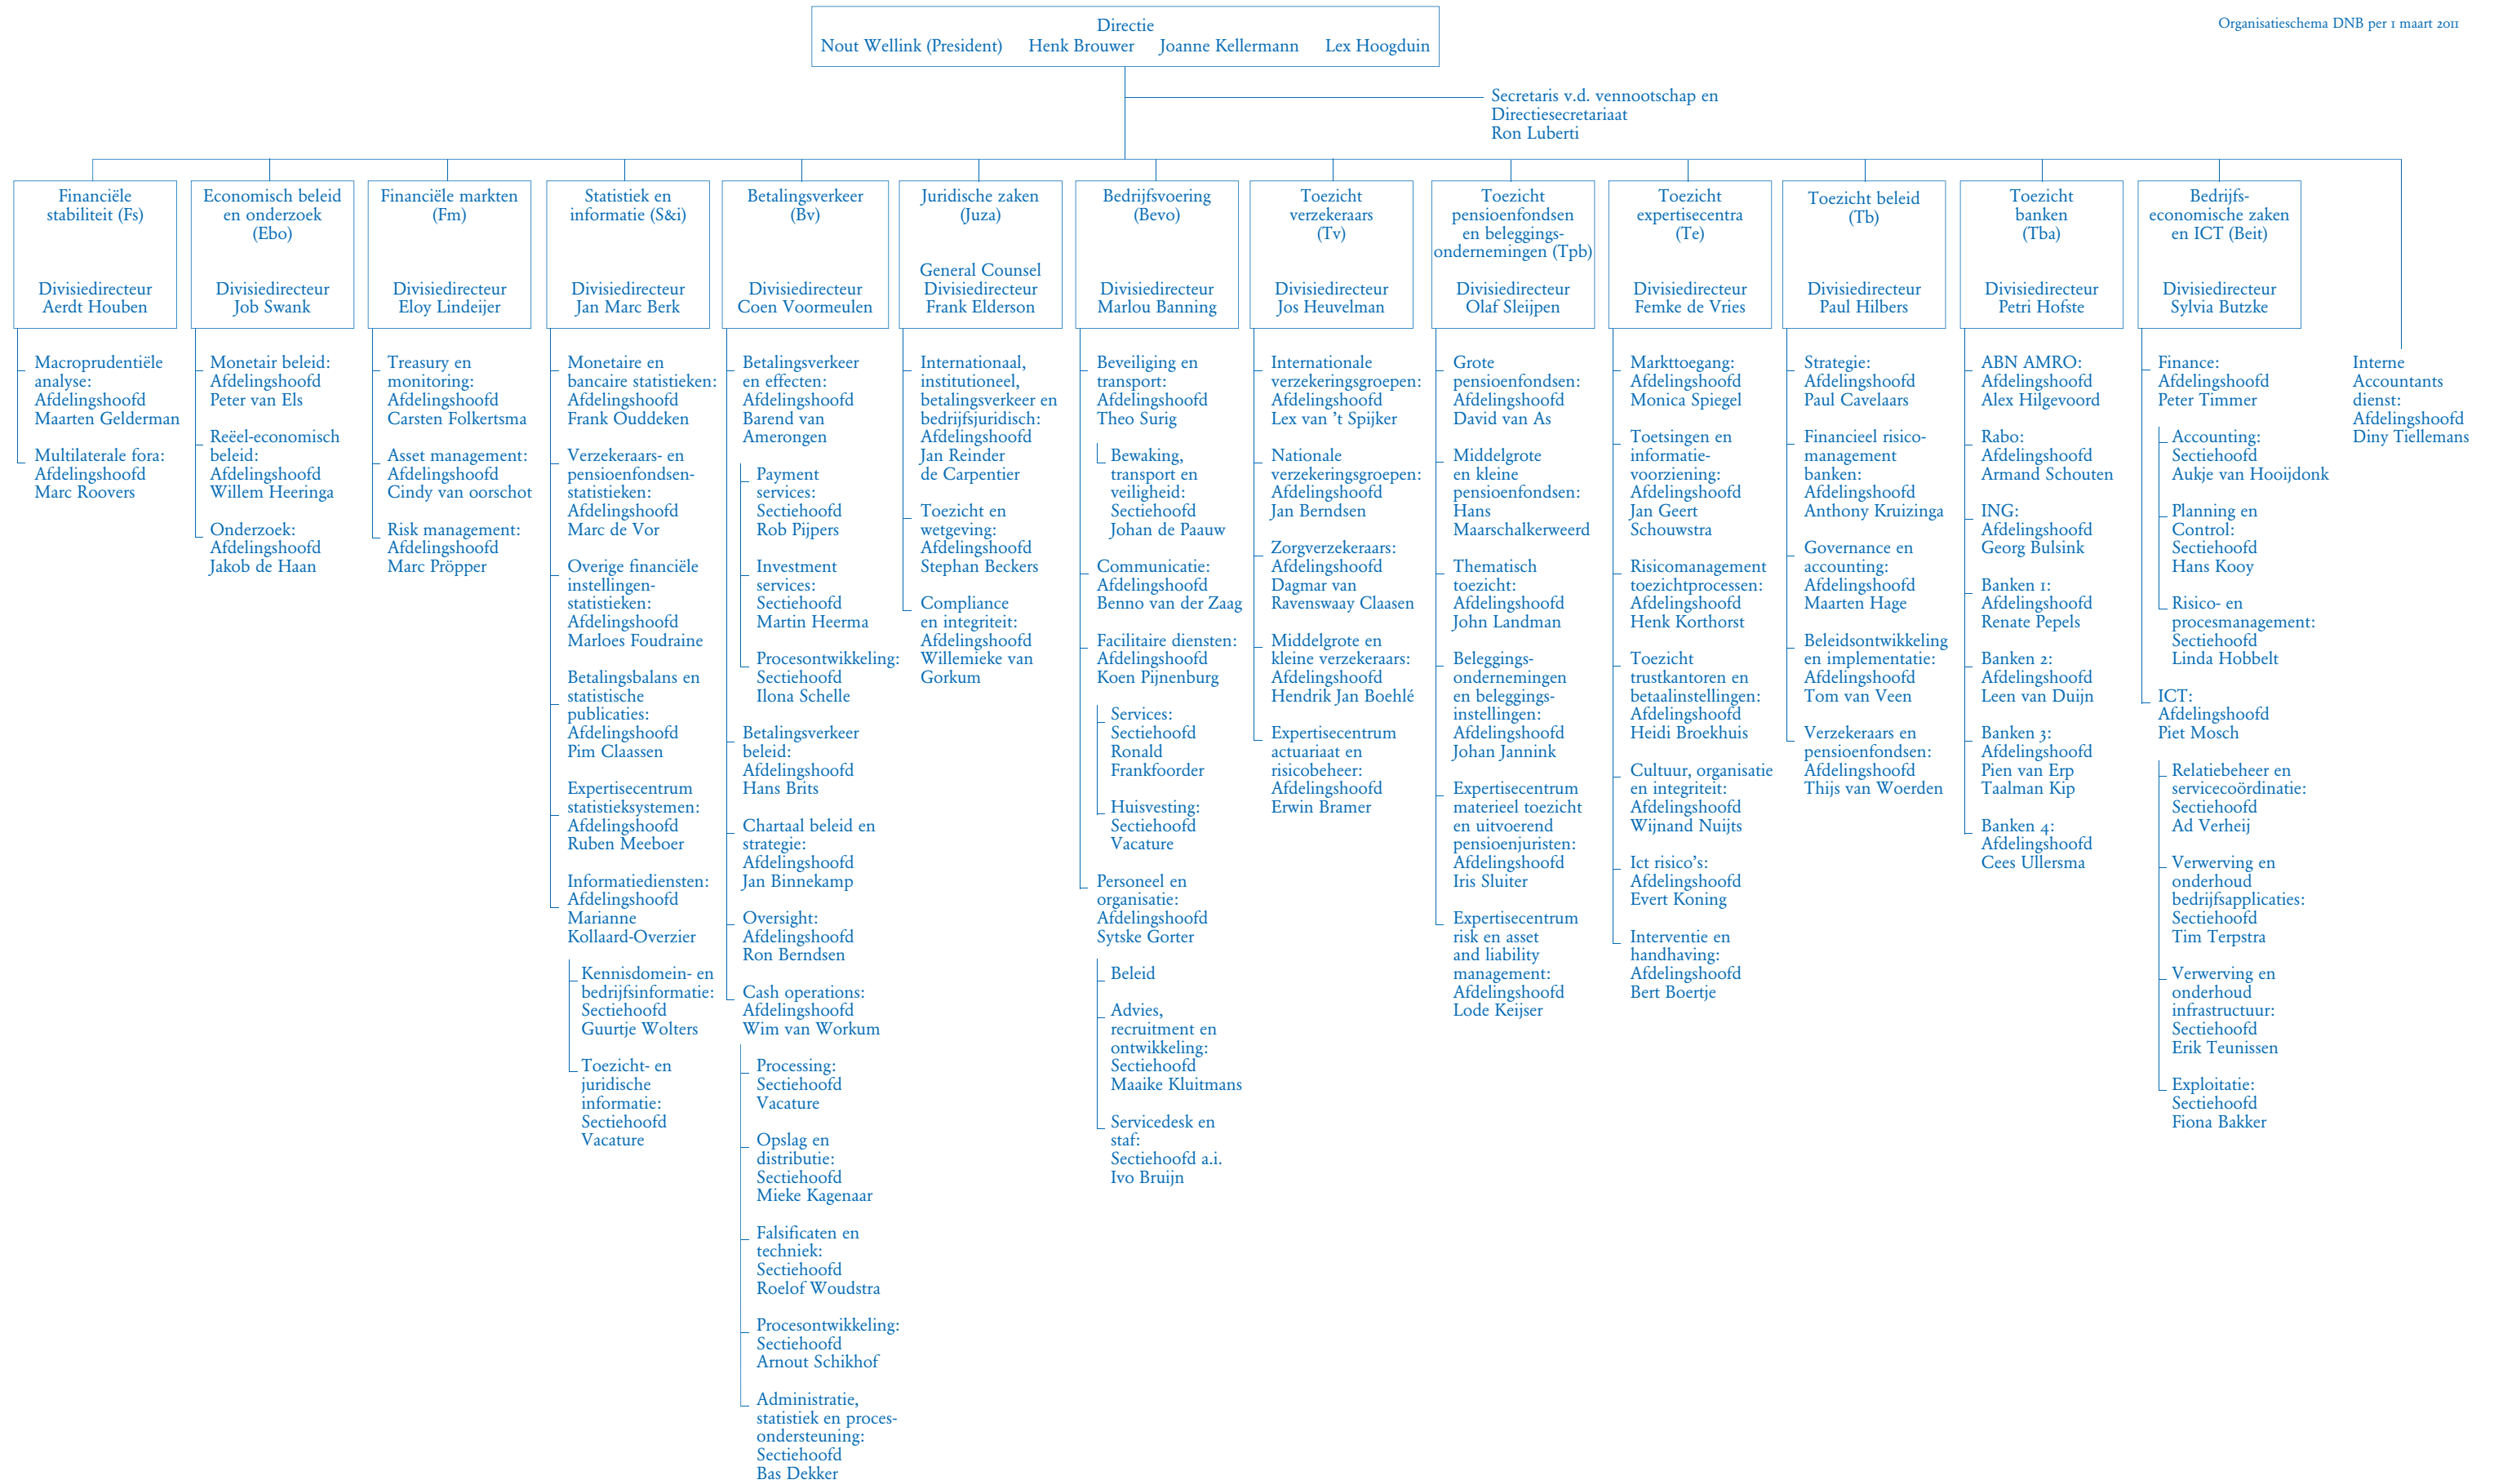 Organisatieschema DNB per 1 maart 2011
Directie
Nout Wellink (President) Henk Brouwer Joanne Kellermann Lex Hoogduin
Secretaris v.d. vennootschap en
Directiesecretariaat
Ron Luberti
Financiële
stabiliteit (Fs)
Divisiedirecteur
Aerdt Houben
Macroprudentiële
analyse:
Afdelingshoofd
Maarten Gelderman
Multilaterale fora:
Afdelingshoofd
Marc Roovers
Economisch beleid
en onderzoek
(Ebo)
Divisiedirecteur
Job Swank
Monetair beleid:
Afdelingshoofd
Peter van Els
Reëel-economisch
beleid:
Afdelingshoofd
Willem Heeringa
Onderzoek:
Afdelingshoofd
Jakob de Haan
Financiële markten
(Fm)
Divisiedirecteur
Eloy Lindeijer
Treasury en
monitoring:
Afdelingshoofd
Carsten Folkertsma
Asset management:
Afdelingshoofd
Cindy van oorschot
Risk management:
Afdelingshoofd
Marc Pröpper
Statistiek en
informatie (S&i)
Divisiedirecteur
Jan Marc Berk
Monetaire en
bancaire statistieken:
Afdelingshoofd
Frank Ouddeken
Verzekeraars- en
pensioenfondsen-
statistieken:
Afdelingshoofd
Marc de Vor
Overige financiële
instellingen-
statistieken:
Afdelingshoofd
Marloes Foudraine
Betalingsbalans en
statistische
publicaties:
Afdelingshoofd
Pim Claassen
Expertisecentrum
statistieksystemen:
Afdelingshoofd
Ruben Meeboer
Informatiediensten:
Afdelingshoofd
Marianne
Kollaard-Overzier
Kennisdomein- en
bedrijfsinformatie:
Sectiehoofd
Guurtje Wolters
Toezicht- en
juridische
informatie:
Sectiehoofd
Vacature
Betalingsverkeer
(Bv)
Divisiedirecteur
Coen Voormeulen
Betalingsverkeer
en effecten:
Afdelingshoofd
Barend van
Amerongen
Payment
services:
Sectiehoofd
Rob Pijpers
Investment
services:
Sectiehoofd
Martin Heerma
Procesontwikkeling:
Sectiehoofd
Ilona Schelle
Betalingsverkeer
beleid:
Afdelingshoofd
Hans Brits
Chartaal beleid en
strategie:
Afdelingshoofd
Jan Binnekamp
Oversight:
Afdelingshoofd
Ron Berndsen
Cash operations:
Afdelingshoofd
Wim van Workum
Processing:
Sectiehoofd
Vacature
Opslag en
distributie:
Sectiehoofd
Mieke Kagenaar
Falsificaten en
techniek:
Sectiehoofd
Roelof Woudstra
Procesontwikkeling:
Sectiehoofd
Arnout Schikhof
Administratie,
statistiek en proces-
ondersteuning:
Sectiehoofd
Bas Dekker
Juridische zaken
(Juza)
General Counsel
Divisiedirecteur
Frank Elderson
Internationaal,
institutioneel,
betalingsverkeer en
bedrijfsjuridisch:
Afdelingshoofd
Jan Reinder
de Carpentier
Toezicht en
wetgeving:
Afdelingshoofd
Stephan Beckers
Compliance
en integriteit:
Afdelingshoofd
Willemieke van
Gorkum
Bedrijfsvoering
(Bevo)
Divisiedirecteur
Marlou Banning
Beveiliging en
transport:
Afdelingshoofd
Theo Surig
Bewaking,
transport en
veiligheid:
Sectiehoofd
Johan de Paauw
Communicatie:
Afdelingshoofd
Benno van der Zaag
Facilitaire diensten:
Afdelingshoofd
Koen Pijnenburg
Services:
Sectiehoofd
Ronald
Frankfoorder
Huisvesting:
Sectiehoofd
Vacature
Personeel en
organisatie:
Afdelingshoofd
Sytske Gorter
Beleid
Advies,
recruitment en
ontwikkeling:
Sectiehoofd
Maaike Kluitmans
Servicedesk en
staf:
Sectiehoofd a.i.
Ivo Bruijn
Toezicht
verzekeraars
(Tv)
Divisiedirecteur
Jos Heuvelman
Internationale
verzekeringsgroepen:
Afdelingshoofd
Lex van ’t Spijker
Nationale
verzekeringsgroepen:
Afdelingshoofd
Jan Berndsen
Zorgverzekeraars:
Afdelingshoofd
Dagmar van
Ravenswaay Claasen
Middelgrote en
kleine verzekeraars:
Afdelingshoofd
Hendrik Jan Boehlé
Expertisecentrum
actuariaat en
risicobeheer:
Afdelingshoofd
Erwin Bramer
Toezicht
pensioenfondsen
en beleggings-
ondernemingen (Tpb)
Divisiedirecteur
Olaf Sleijpen
Grote
pensioenfondsen:
Afdelingshoofd
David van As
Middelgrote
en kleine
pensioenfondsen:
Hans
Maarschalkerweerd
Thematisch
toezicht:
Afdelingshoofd
John Landman
Beleggings-
ondernemingen
en beleggings-
instellingen:
Afdelingshoofd
Johan Jannink
Expertisecentrum
materieel toezicht
en uitvoerend
pensioenjuristen:
Afdelingshoofd
Iris Sluiter
Expertisecentrum
risk en asset
and liability
management:
Afdelingshoofd
Lode Keijser
Toezicht
expertisecentra
(Te)
Divisiedirecteur
Femke de Vries
Markttoegang:
Afdelingshoofd
Monica Spiegel
Toetsingen en
informatie-
voorziening:
Afdelingshoofd
Jan Geert
Schouwstra
Risicomanagement
toezichtprocessen:
Afdelingshoofd
Henk Korthorst
Toezicht
trustkantoren en
betaalinstellingen:
Afdelingshoofd
Heidi Broekhuis
Cultuur, organisatie
en integriteit:
Afdelingshoofd
Wijnand Nuijts
Ict risico’s:
Afdelingshoofd
Evert Koning
Interventie en
handhaving:
Afdelingshoofd
Bert Boertje
Toezicht beleid
(Tb)
Divisiedirecteur
Paul Hilbers
Strategie:
Afdelingshoofd
Paul Cavelaars
Financieel risico-
management
banken:
Afdelingshoofd
Anthony Kruizinga
Governance en
accounting:
Afdelingshoofd
Maarten Hage
Beleidsontwikkeling
en implementatie:
Afdelingshoofd
Tom van Veen
Verzekeraars en
pensioenfondsen:
Afdelingshoofd
Thijs van Woerden
Toezicht
banken
(Tba)
Divisiedirecteur
Petri Hofste
ABN AMRO:
Afdelingshoofd
Alex Hilgevoord
Rabo:
Afdelingshoofd
Armand Schouten
ING:
Afdelingshoofd
Georg Bulsink
Banken 1:
Afdelingshoofd
Renate Pepels
Banken 2:
Afdelingshoofd
Leen van Duijn
Banken 3:
Afdelingshoofd
Pien van Erp
Taalman Kip
Banken 4:
Afdelingshoofd
Cees Ullersma
Bedrijfs-
economische zaken
en ICT (Beit)
Divisiedirecteur
Sylvia Butzke
Finance:
Afdelingshoofd
Peter Timmer
Accounting:
Sectiehoofd
Aukje van Hooijdonk
Planning en
Control:
Sectiehoofd
Hans Kooy
Risico- en
procesmanagement:
Sectiehoofd
Linda Hobbelt
ICT:
Afdelingshoofd
Piet Mosch
Relatiebeheer en
servicecoördinatie:
Sectiehoofd
Ad Verheij
Verwerving en
onderhoud
bedrijfsapplicaties:
Sectiehoofd
Tim Terpstra
Verwerving en
onderhoud
infrastructuur:
Sectiehoofd
Erik Teunissen
Exploitatie:
Sectiehoofd
Fiona Bakker
Interne
Accountants
dienst:
Afdelingshoofd
Diny Tiellemans